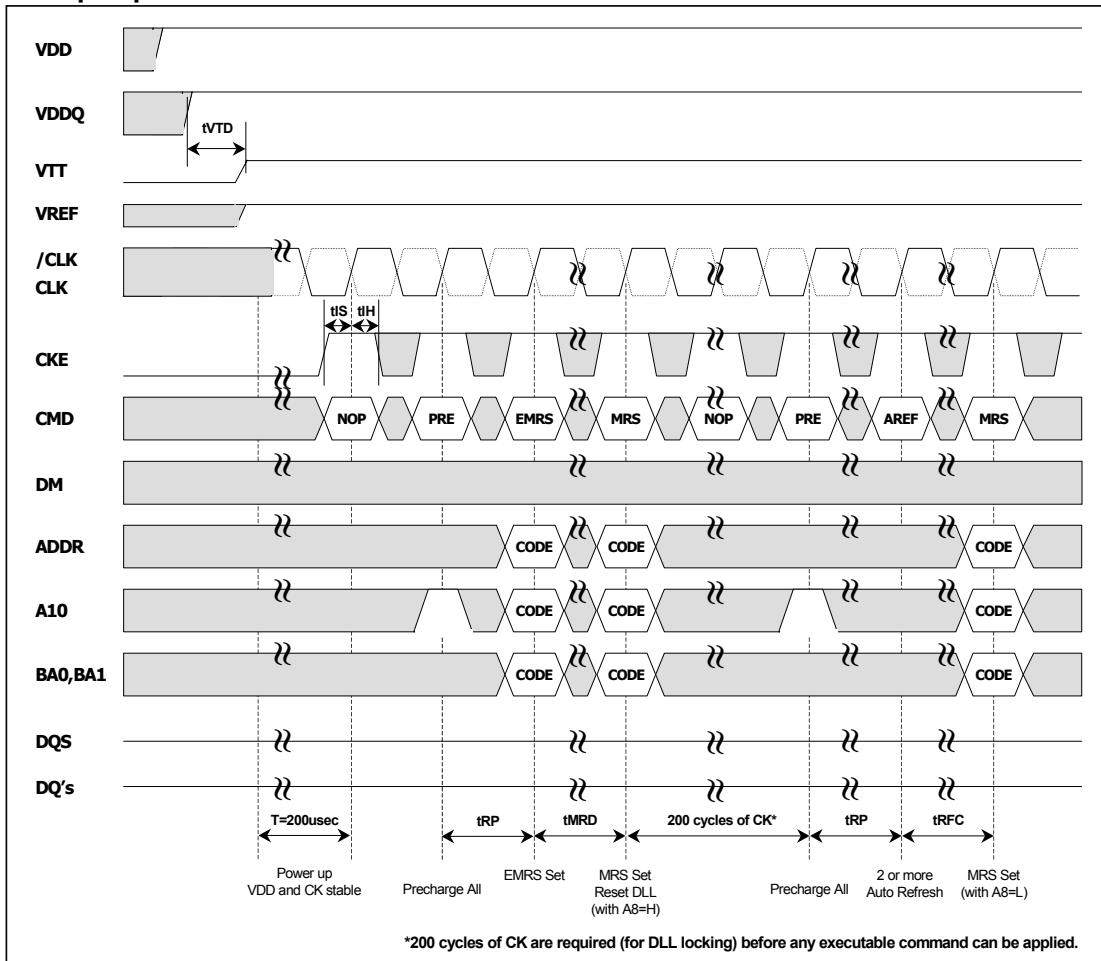 VDD
VDDQ
tVTD
VTT
VREF
/CLK
CLK
tIS tIH
CKE
CMD NOP PRE EMRS MRS NOP PRE AREF MRS
DM
ADDR CODE CODE CODE
A10 CODE CODE CODE
BA0,BA1 CODE CODE CODE
DQS
DQ's
T=200usec tRP tMRD 200 cycles of CK* tRP tRFC
Power up
VDD and CK stable
Precharge All
EMRS Set
MRS Set
Reset DLL
(with A8=H)
Precharge All
2 or more
Auto Refresh
MRS Set
(with A8=L)
*200 cycles of CK are required (for DLL locking) before any executable command can be applied.